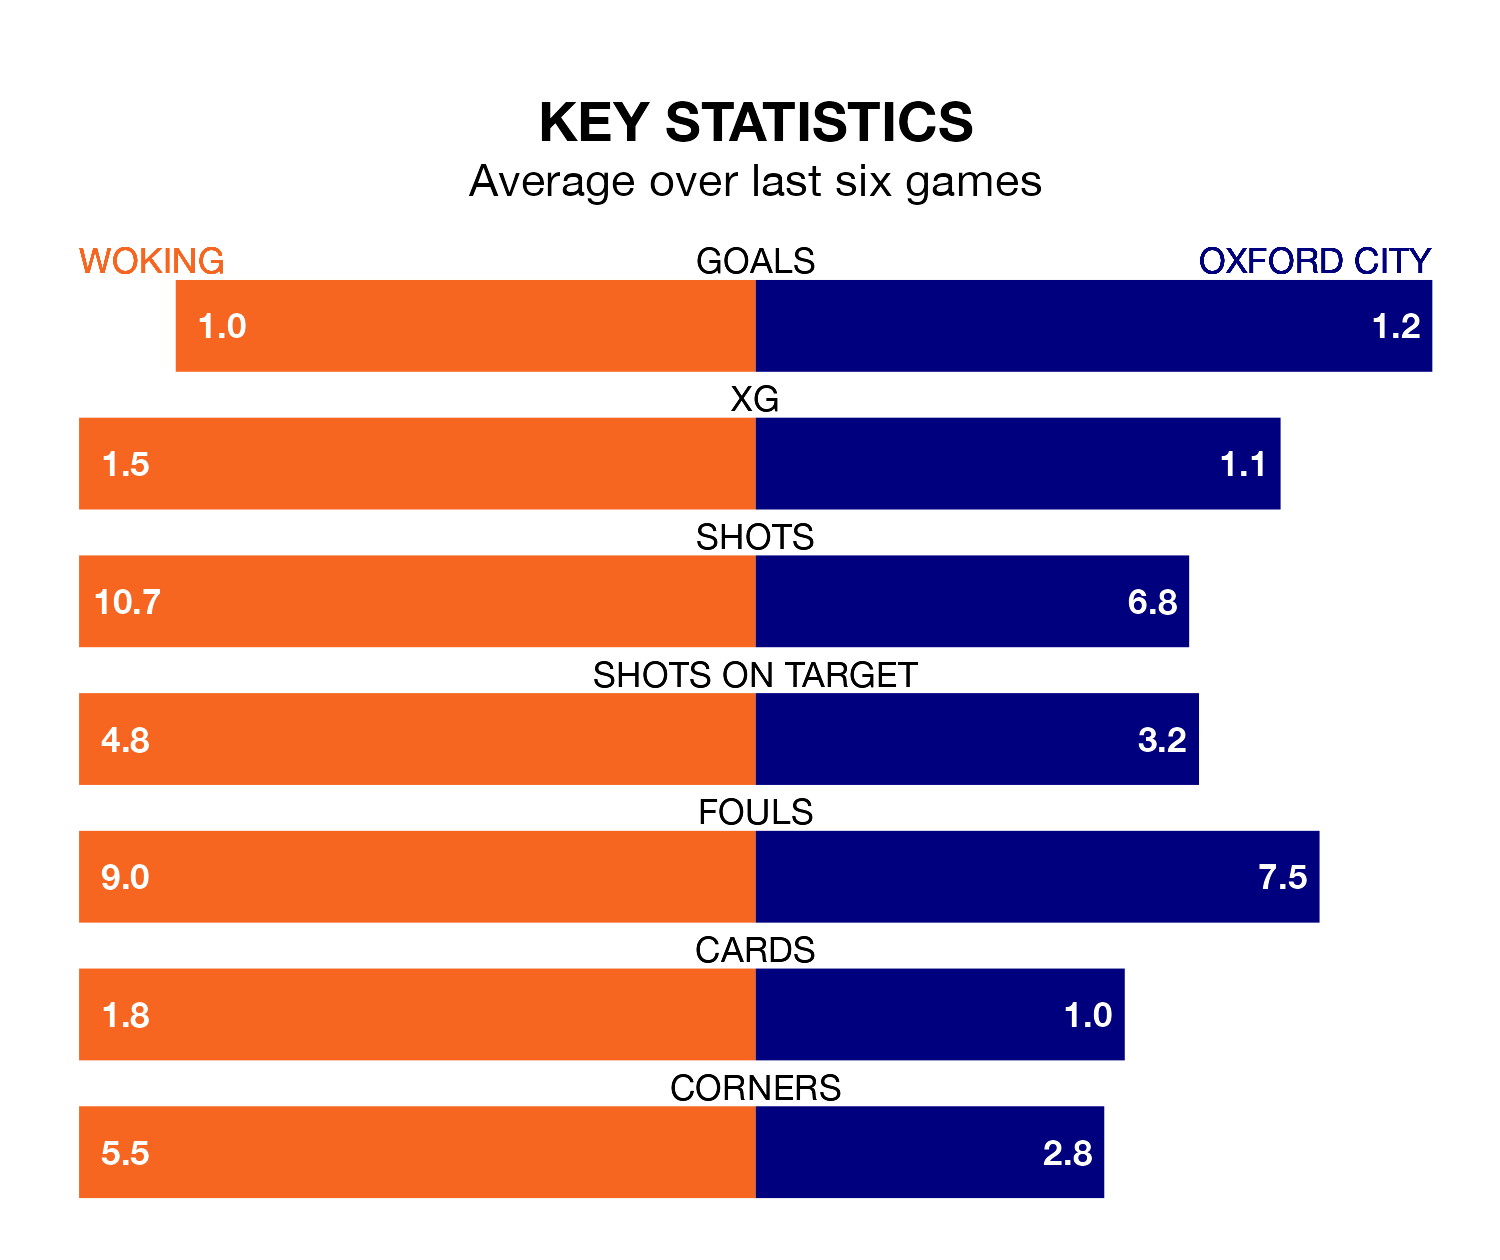 KEY STATISTICS
Average over last six games
WOKING GOALS OXFORD CITY
1.0 1.2
XG
1.5 1.1
SHOTS
10.7 6.8
SHOTS ON TARGET
4.8 3.2
FOULS
9.0 7.5
CARDS
1.8 1.0
CORNERS
5.5 2.8